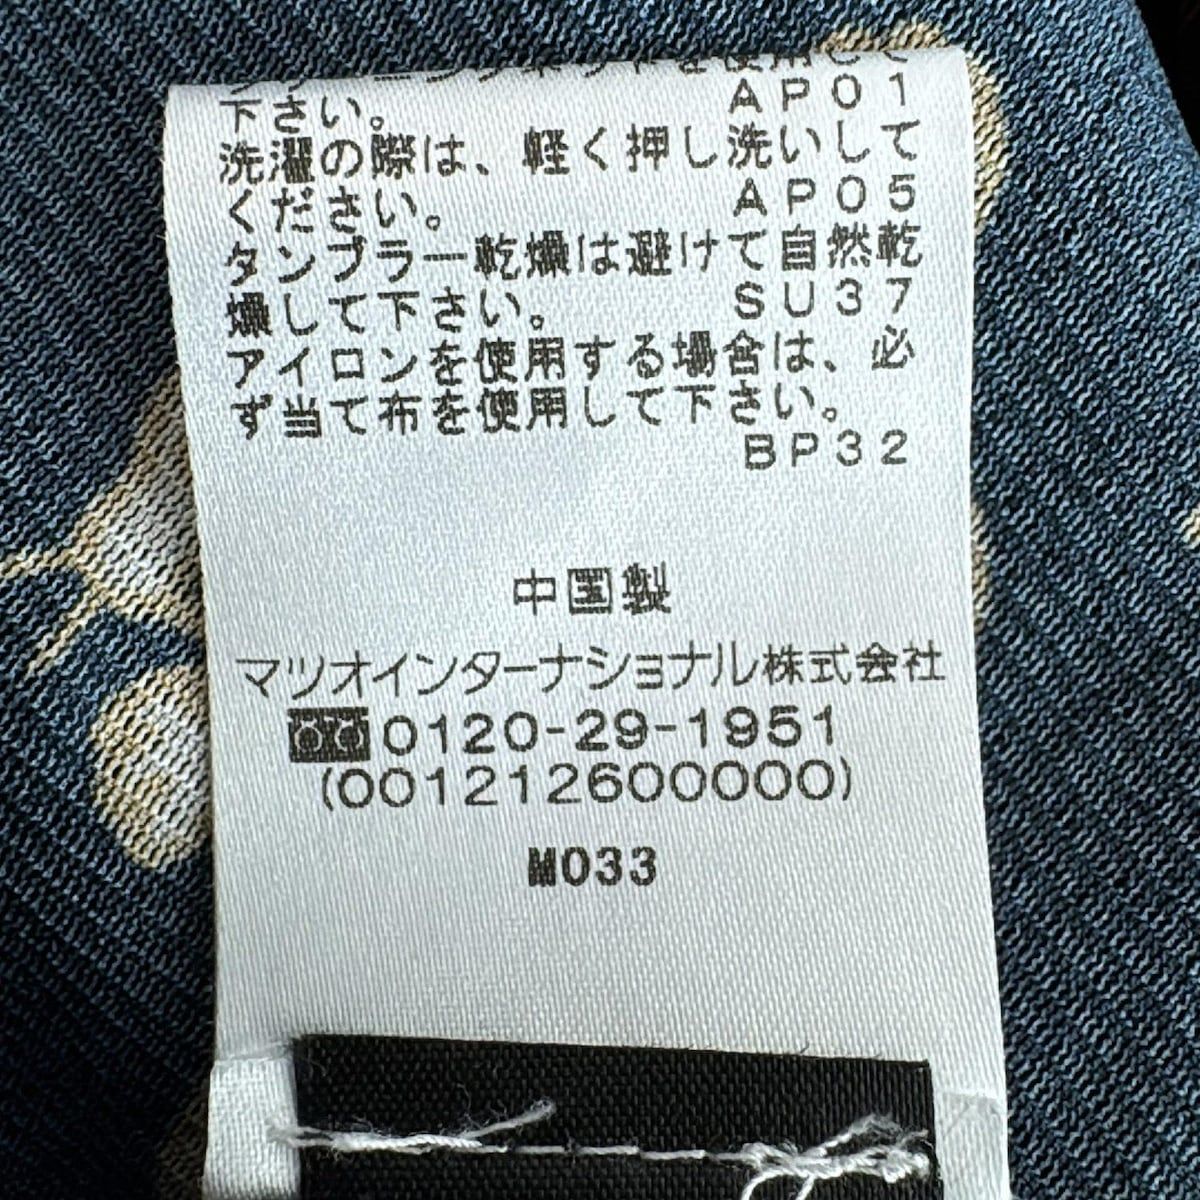 下さい。 AP01
洗濯の際は、軽く押し洗いして
ください。 AP05
タンブラー乾燥は避けて自然乾
燥して下さい。 SU37
アイロンを使用する場合は、必
ず当て布を使用して下さい。
BP32
中国製
マツオインターナショナル株式会社
0120-29-1951
(001212600000)
M033